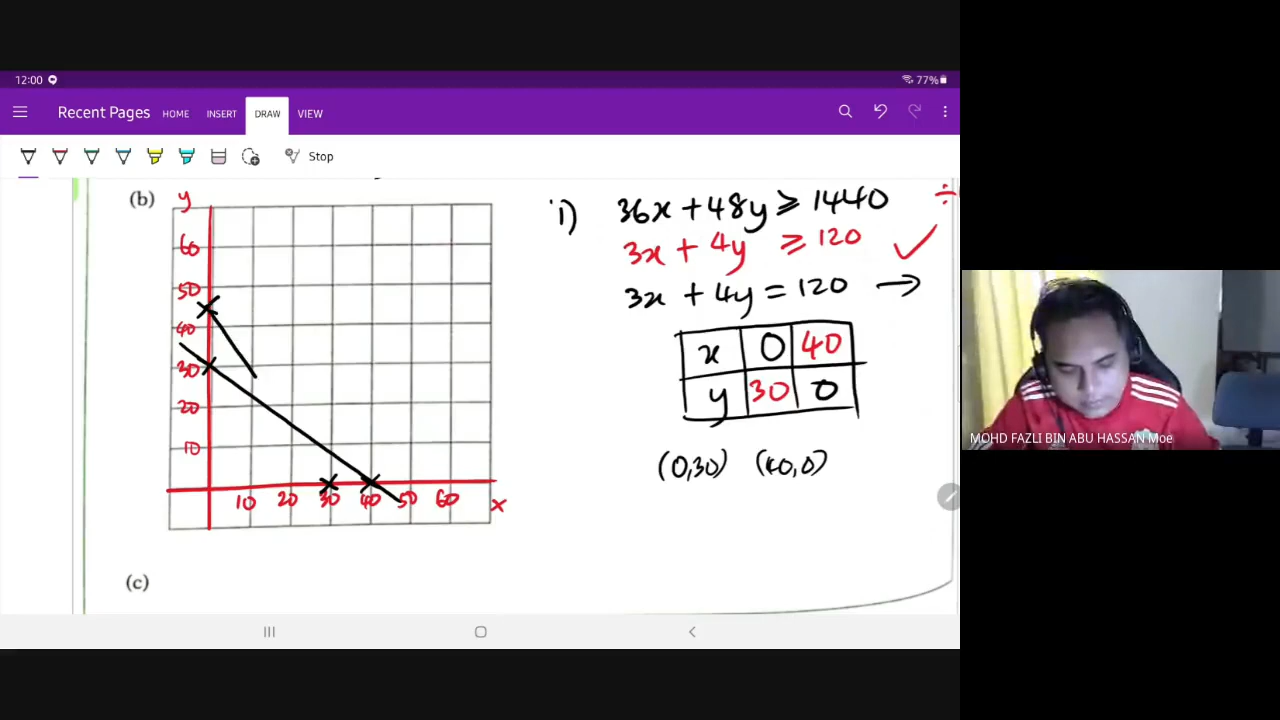 12:00
77%
Recent Pages HOME INSERT DRAW VIEW
Stop
(b)
y
60
50
40
30
20
10
10 20 30 40 50 60 x
i) 36x + 48y ≥ 1440 ÷
3x + 4y ≥ 120 ✓
3x + 4y = 120 →
x 0 40
y 30 0
(0,30) (40,0)
(c)
MOHD FAZLI BIN ABU HASSAN Moe